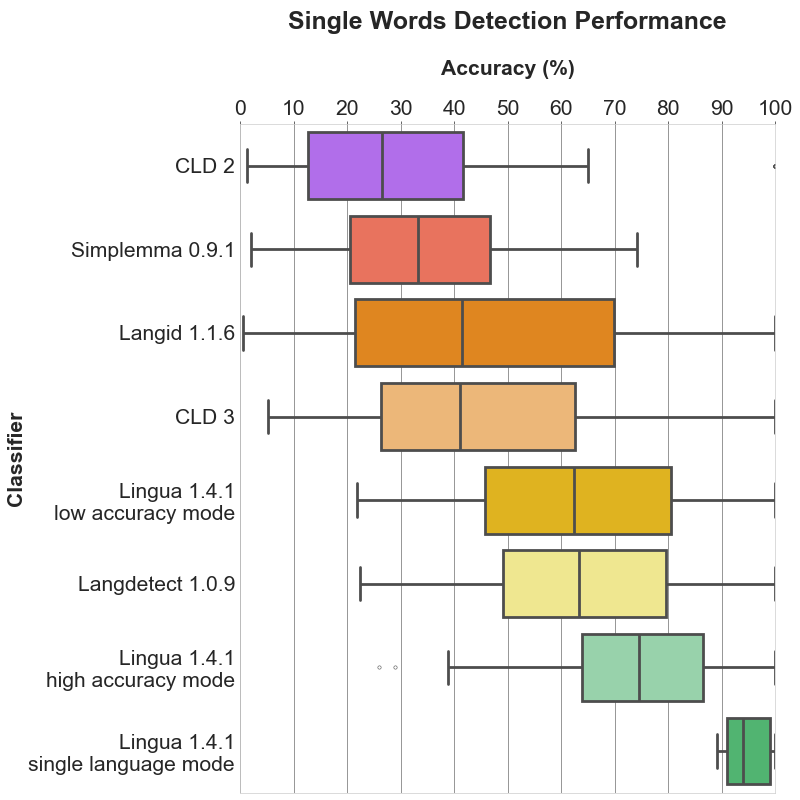 Single Words Detection Performance
Accuracy (%)
0 10 20 30 40 50 60 70 80 90 100
Classifier
CLD 2
Simplemma 0.9.1
Langid 1.1.6
CLD 3
Lingua 1.4.1
low accuracy mode
Langdetect 1.0.9
Lingua 1.4.1
high accuracy mode
Lingua 1.4.1
single language mode